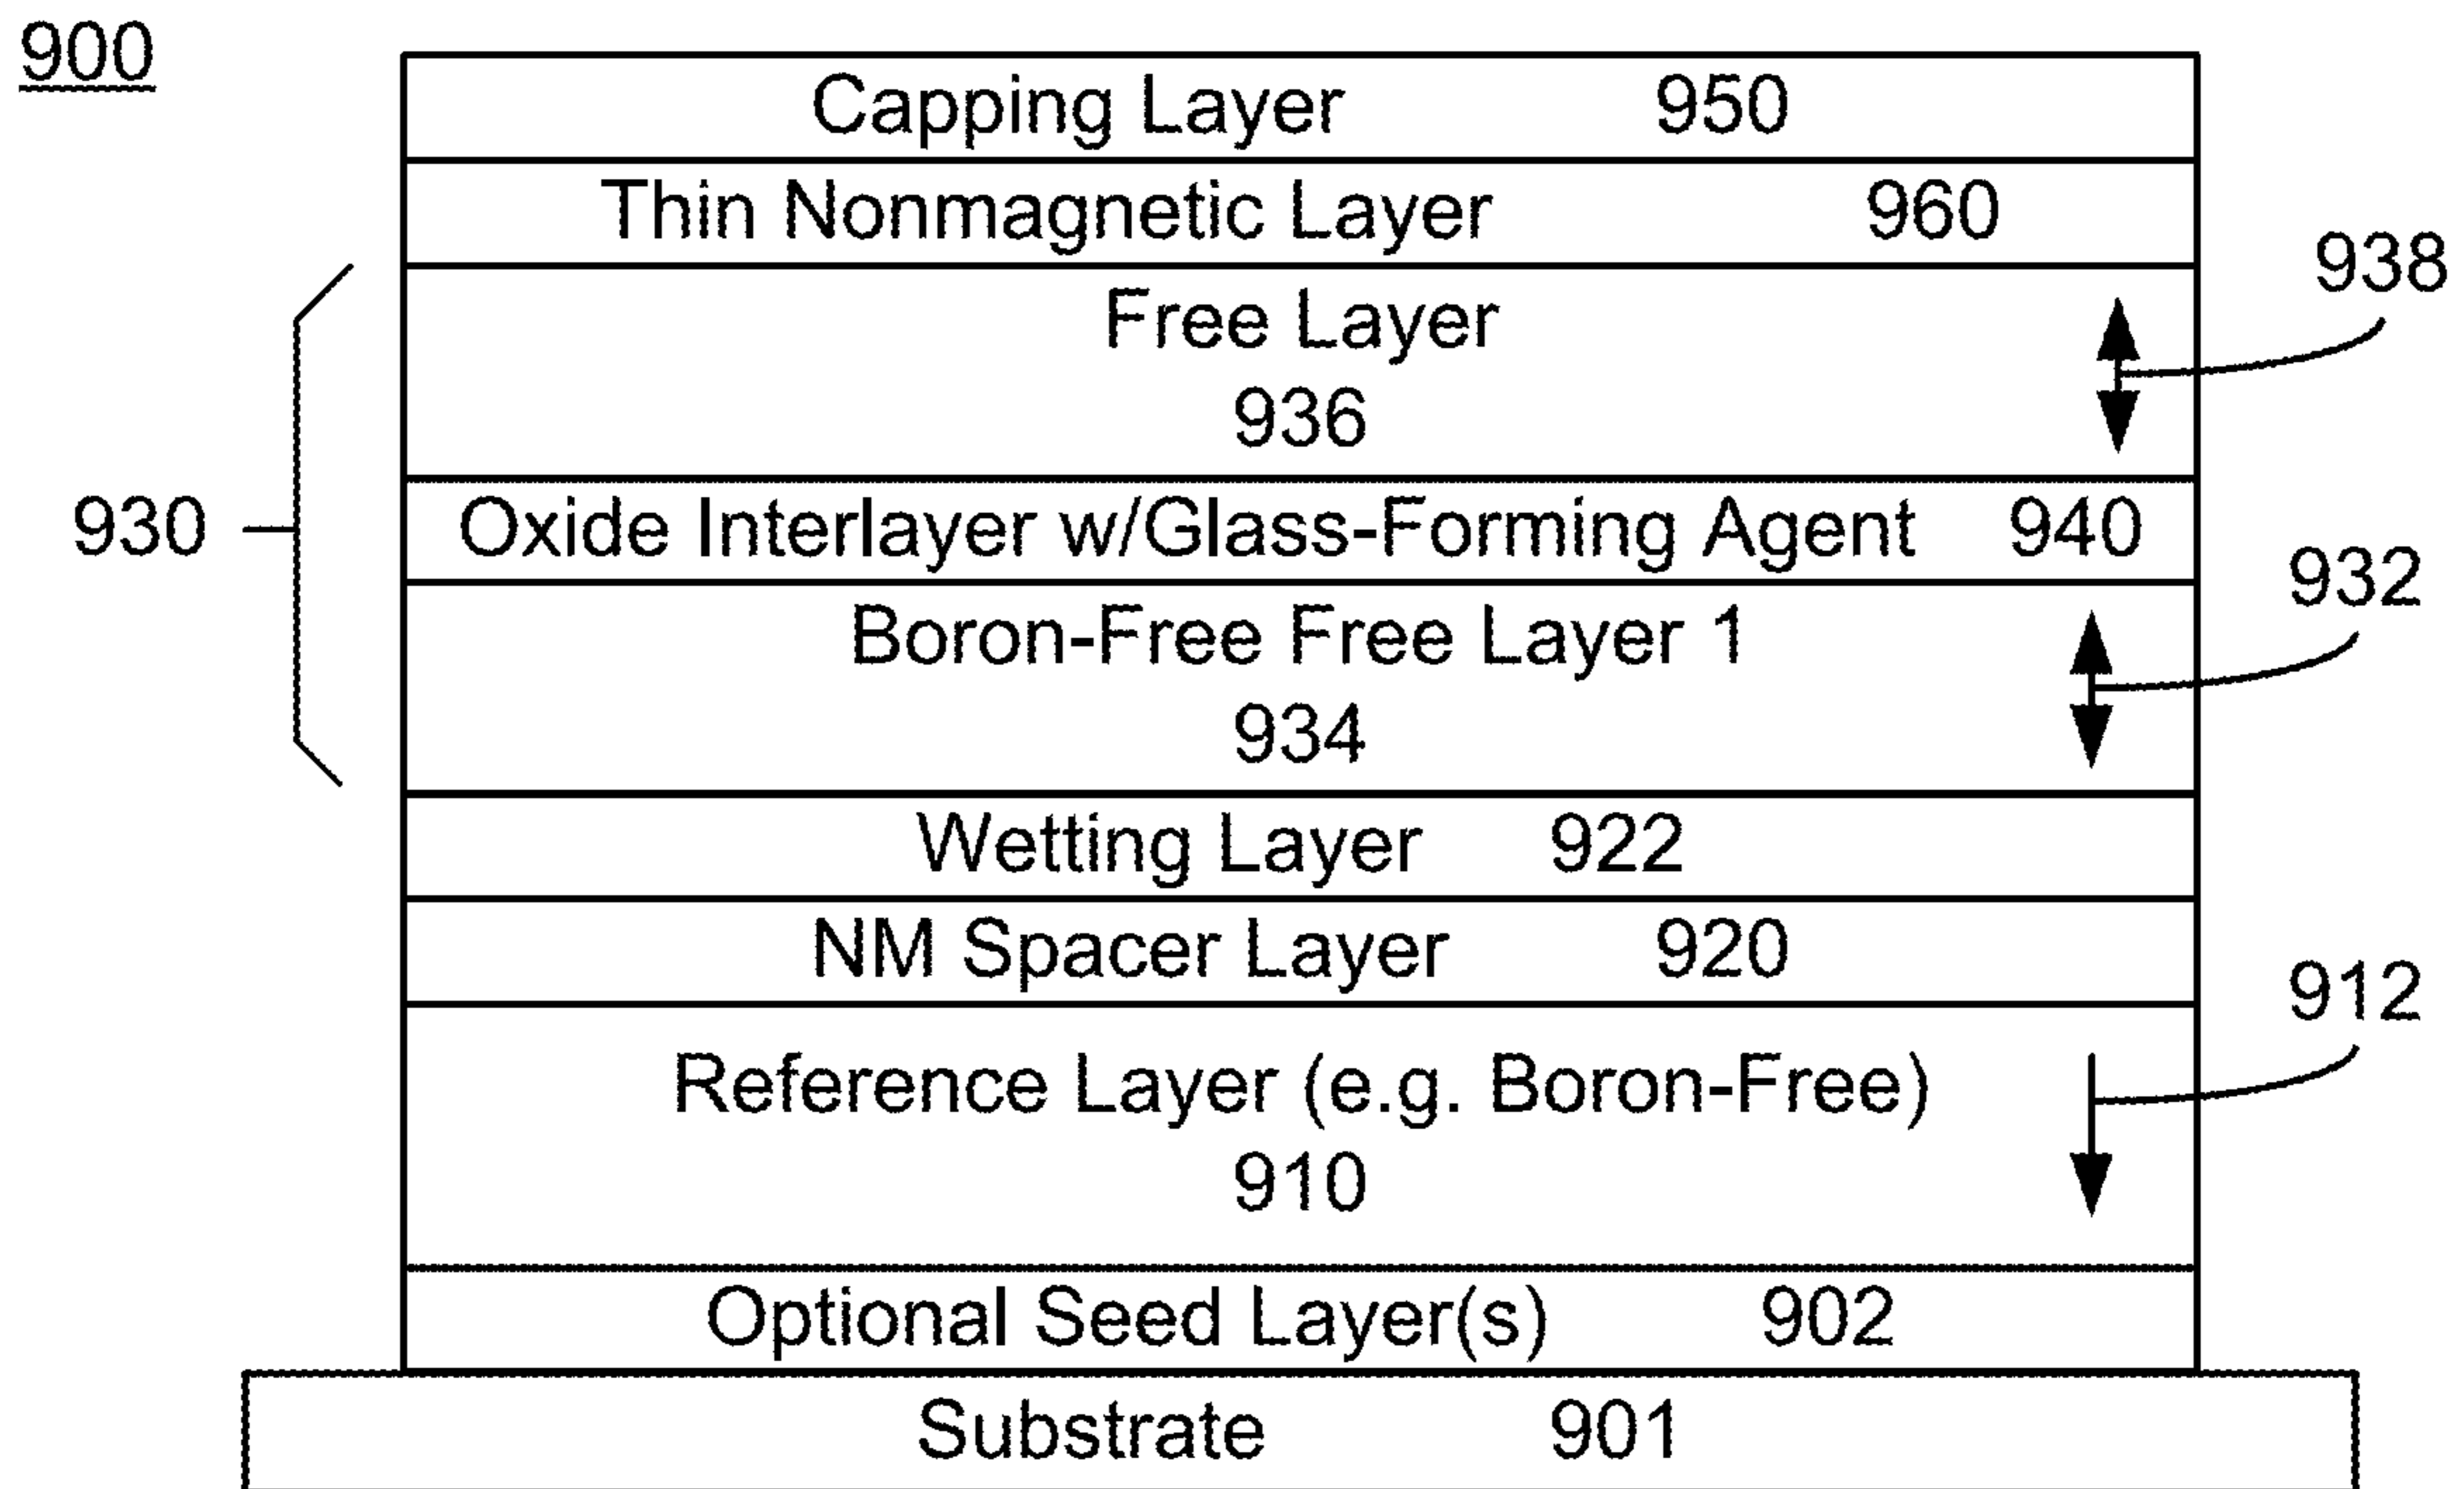 900
Capping Layer 950
Thin Nonmagnetic Layer 960
938
Free Layer
936
930
Oxide Interlayer w/Glass-Forming Agent 940
932
Boron-Free Free Layer 1
934
Wetting Layer 922
NM Spacer Layer 920
912
Reference Layer (e.g. Boron-Free)
910
Optional Seed Layer(s) 902
Substrate 901